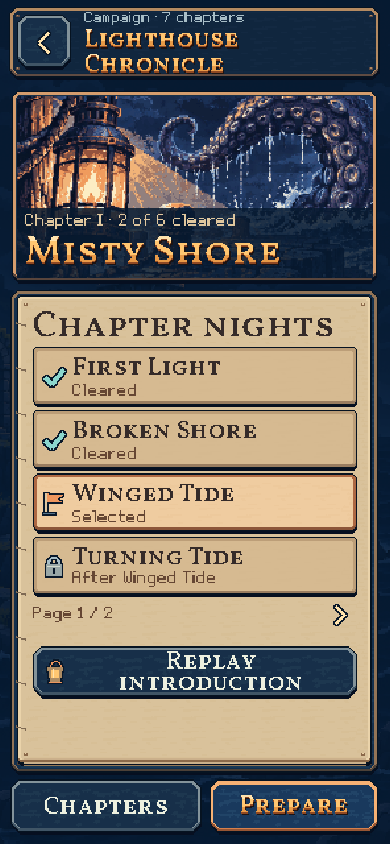 Campaign · 7 chapters
Lighthouse
Chronicle
Chapter I · 2 of 6 cleared
Misty Shore
Chapter nights
First Light
Cleared
Broken Shore
Cleared
Winged Tide
Selected
Turning Tide
After Winged Tide
Page 1 / 2
Replay
introduction
Chapters
Prepare